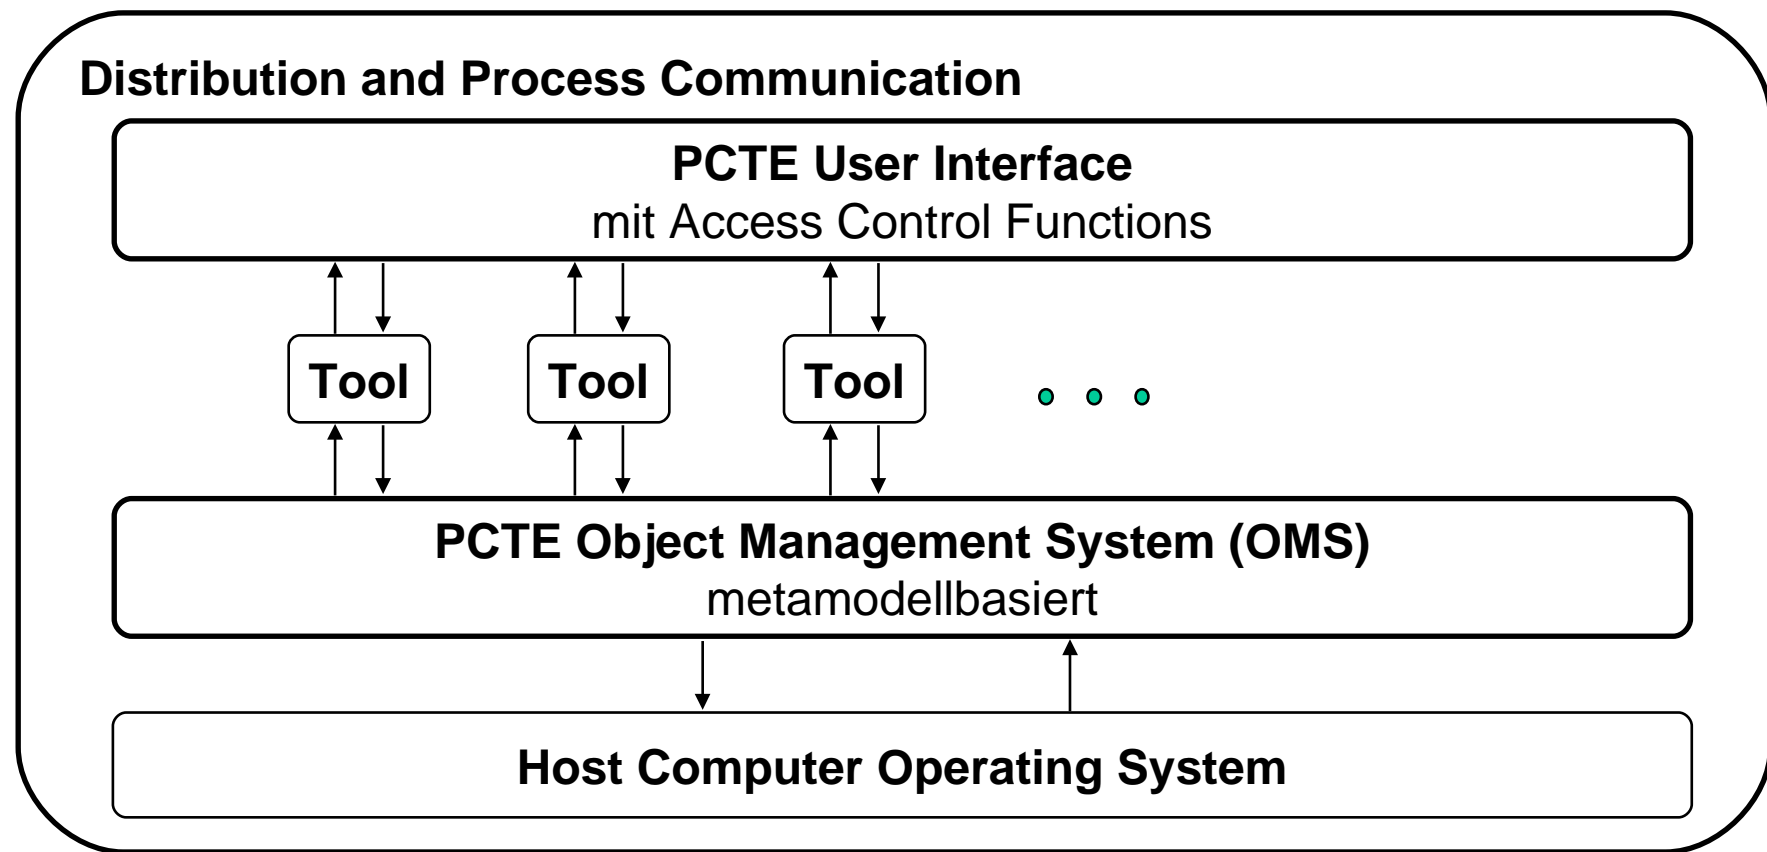 Distribution and Process Communication
PCTE User Interface
mit Access Control Functions
Tool
Tool
Tool
PCTE Object Management System (OMS)
metamodellbasiert
Host Computer Operating System